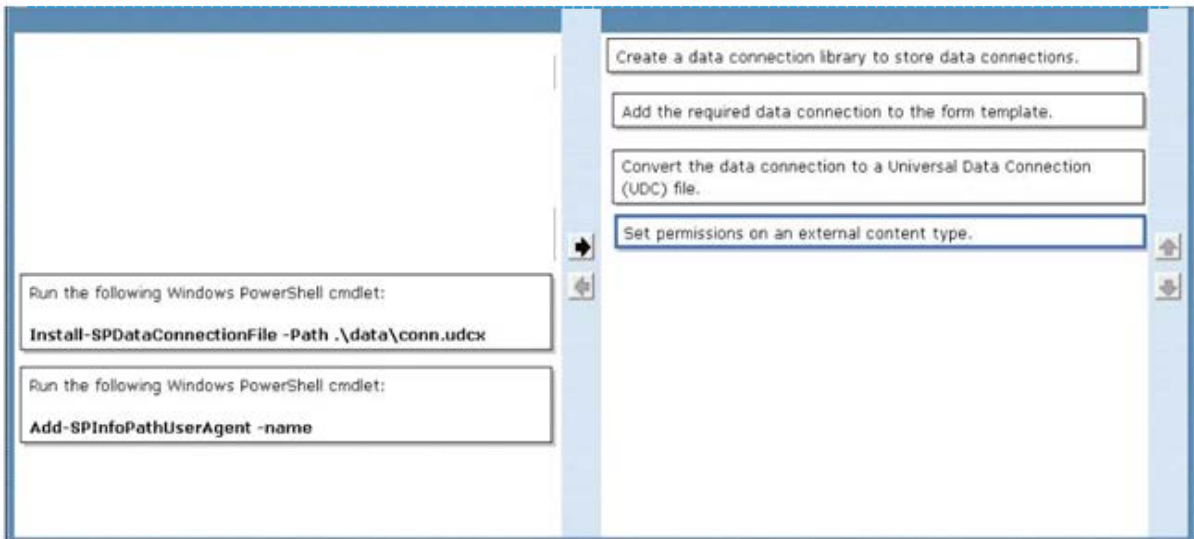 Create a data connection library to store data connections.
Add the required data connection to the form template.
Convert the data connection to a Universal Data Connection
(UDC) file.
Set permissions on an external content type.
Run the following Windows PowerShell cmdlet:
Install-SPDataConnectionFile -Path .\data\conn.udcx
Run the following Windows PowerShell cmdlet:
Add-SPInfoPathUserAgent -name